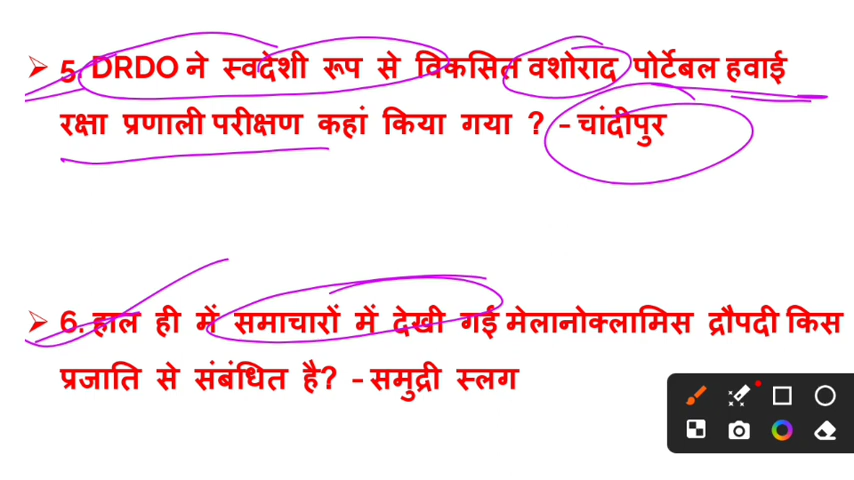 ➢ 5. DRDO ने स्वदेशी रूप से विकसित वशोराद पोर्टेबल हवाई
रक्षा प्रणाली परीक्षण कहां किया गया ? - चांदीपुर
➢ 6. हाल ही में समाचारों में देखी गई मेलानोक्लामिस द्रौपदी किस
प्रजाति से संबंधित है? - समुद्री स्लग